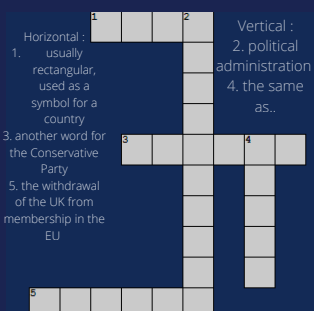 Horizontal :
1. usually
rectangular,
used as a
symbol for a
country
3. another word for
the Conservative
Party
5. the withdrawal
of the UK from
membership in the
EU
Vertical :
2. political
administration
4. the same
as..
1
2
3
4
5